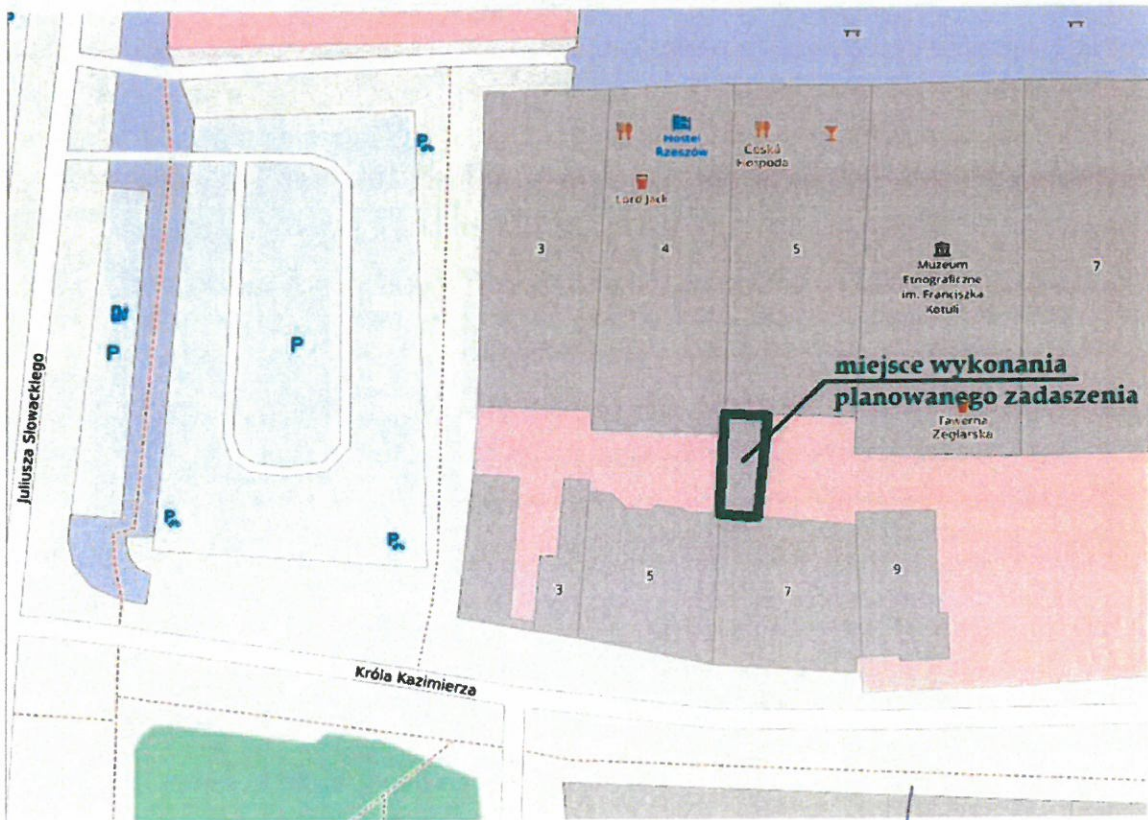 Hostel
Rzeszów
Česká
Hospoda
Lord Jack
3
4
5
7
Muzeum
Etnograficzne
im. Franciszka
Kotuli
P
P
P
P
P
miejsce wykonania
planowanego zadaszenia
Tawerna
Żeglarska
Juliusza Słowackiego
3
5
7
9
Króla Kazimierza